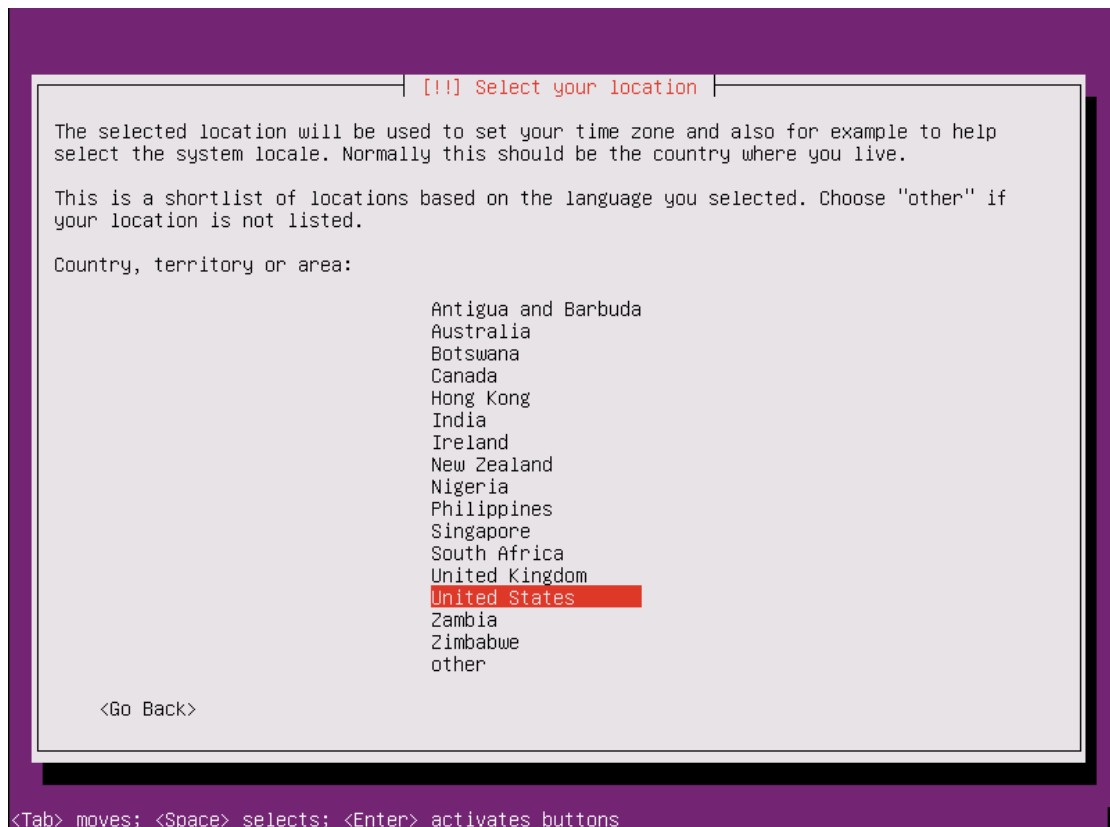 [!!] Select your location
The selected location will be used to set your time zone and also for example to help
select the system locale. Normally this should be the country where you live.
This is a shortlist of locations based on the language you selected. Choose "other" if
your location is not listed.
Country, territory or area:
Antigua and Barbuda
Australia
Botswana
Canada
Hong Kong
India
Ireland
New Zealand
Nigeria
Philippines
Singapore
South Africa
United Kingdom
United States
Zambia
Zimbabwe
other
<Go Back>
<Tab> moves; <Space> selects; <Enter> activates buttons